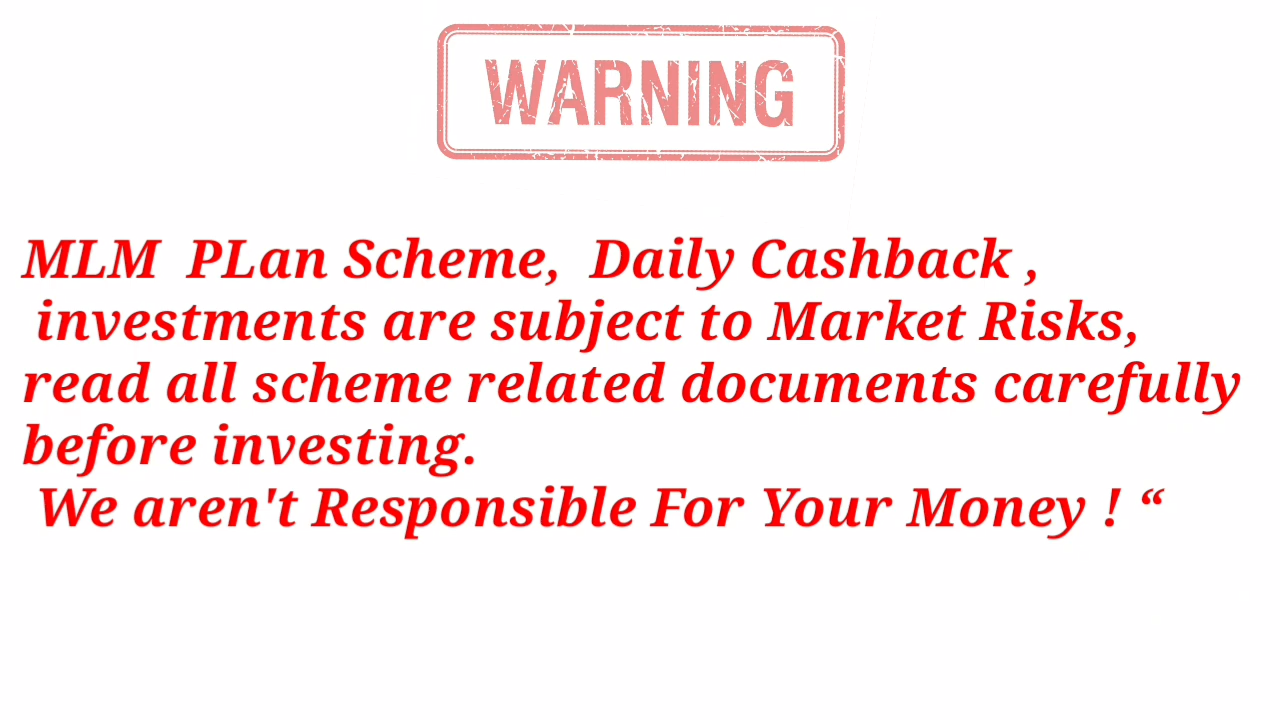 WARNING
MLM PLan Scheme, Daily Cashback ,
investments are subject to Market Risks,
read all scheme related documents carefully
before investing.
We aren't Responsible For Your Money ! “